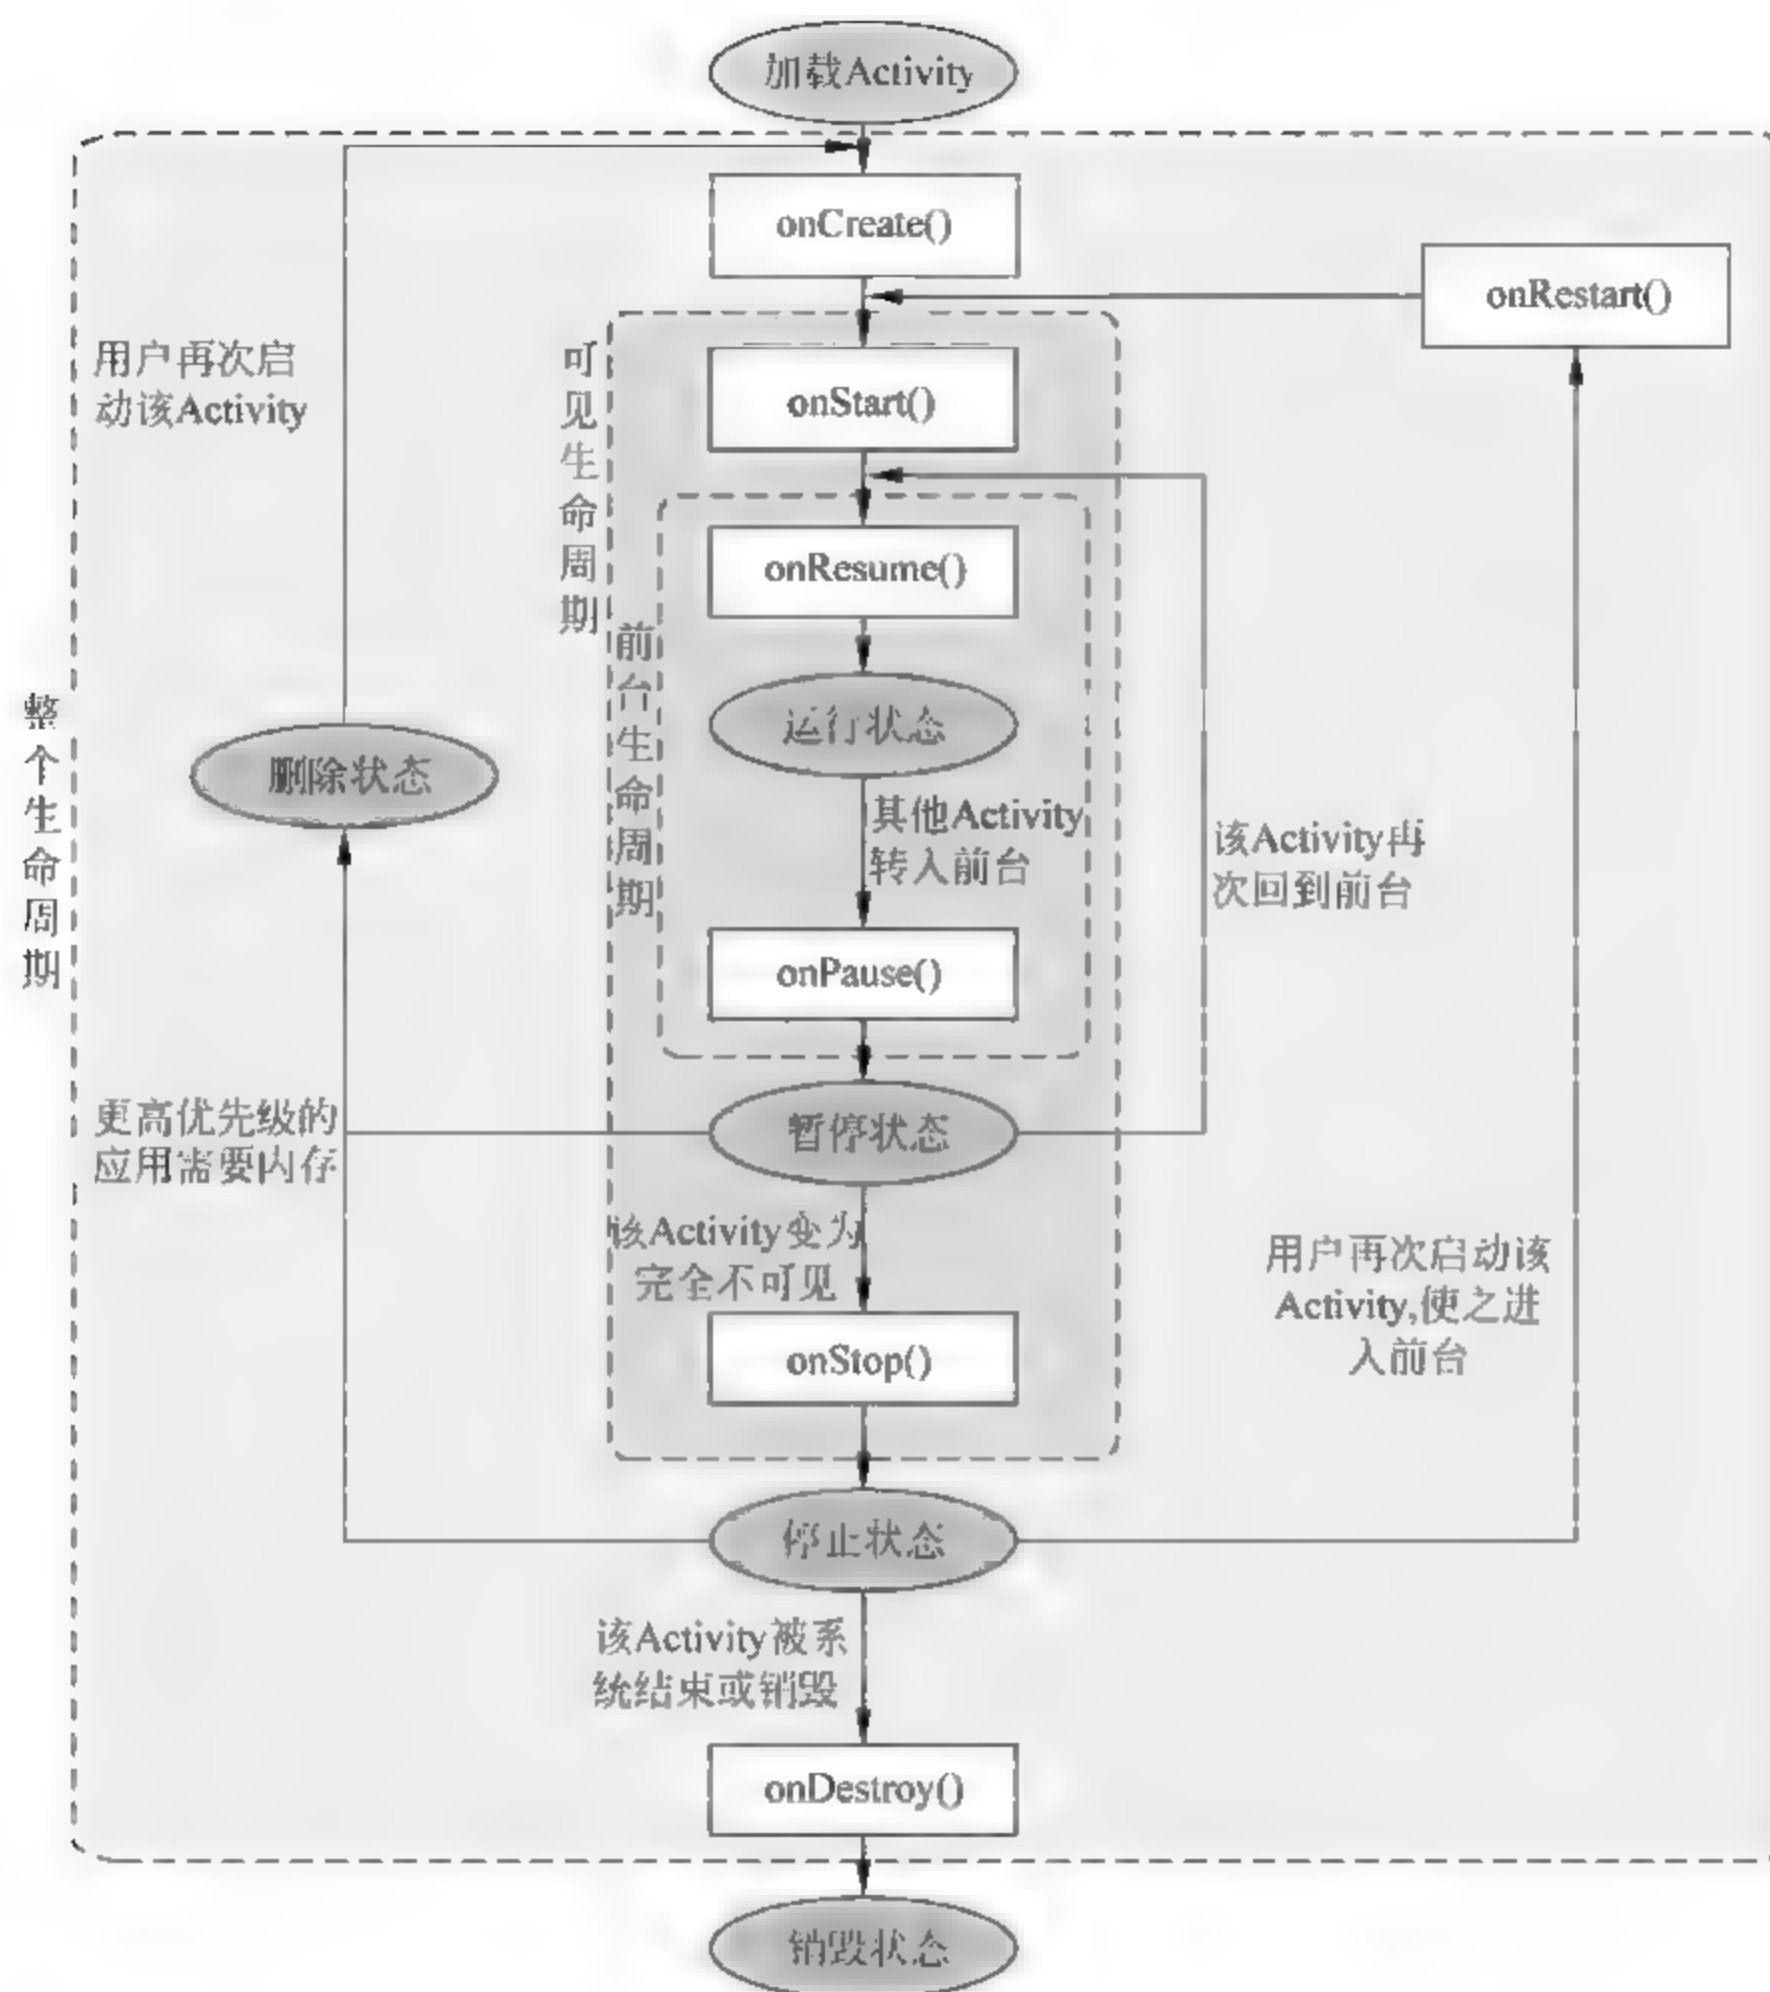 加载Activity
onCreate()
onRestart()
用户再次启
动该Activity
可见生命周期
onStart()
onResume()
前台生命周期
运行状态
整个生命周期
删除状态
其他Activity
转入前台
该Activity再
次回到前台
onPause()
更高优先级的
应用需要内存
暂停状态
该Activity变为
完全不可见
用户再次启动该
Activity,使之进
入前台
onStop()
停止状态
该Activity被系
统结束或销毁
onDestroy()
销毁状态